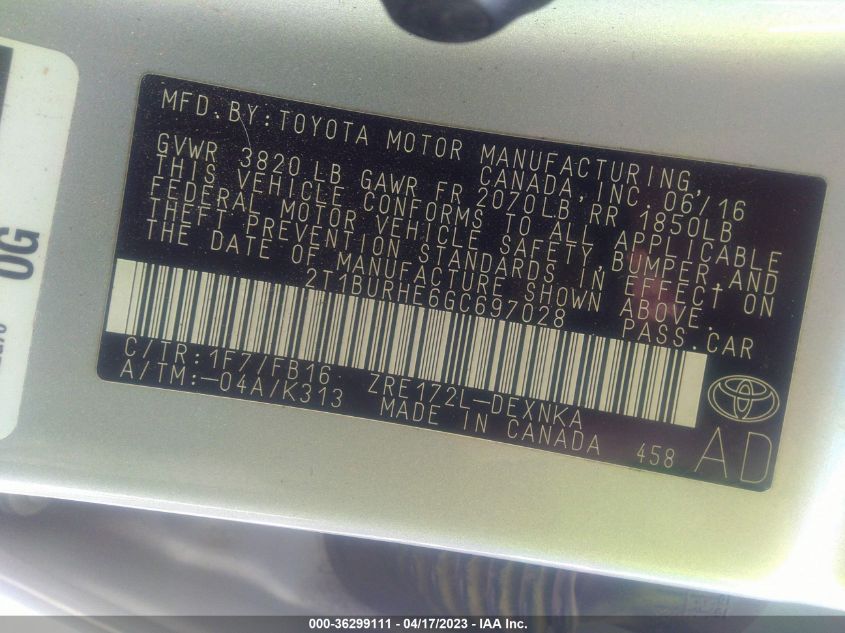 MFD.BY:TOYOTA MOTOR MANUFACTURING,
CANADA,INC. 06/16
GVWR 3820 LB GAWR FR 2070LB RR 1850LB
THIS VEHICLE CONFORMS TO ALL APPLICABLE
FEDERAL MOTOR VEHICLE SAFETY,BUMPER,AND
THEFT PREVENTION STANDARDS IN EFFECT ON
THE DATE OF MANUFACTURE SHOWN ABOVE.
2T1BURHE6GC697028 PASS.CAR
C/TR:1F7/FB16 ZRE172L-DEXNKA
A/TM:-04A/K313 MADE IN CANADA 458 AD
OG
000-36299111 - 04/17/2023 - IAA Inc.